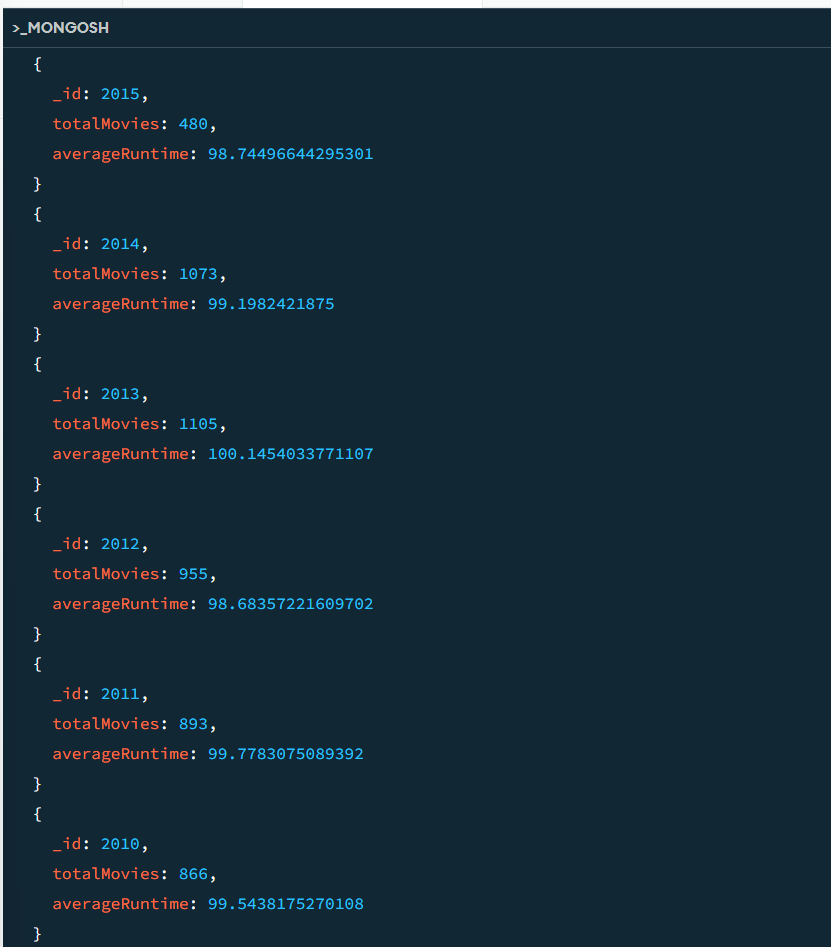 >_MONGOSH
{
_id: 2015,
totalMovies: 480,
averageRuntime: 98.74496644295301
}
{
_id: 2014,
totalMovies: 1073,
averageRuntime: 99.1982421875
}
{
_id: 2013,
totalMovies: 1105,
averageRuntime: 100.1454033771107
}
{
_id: 2012,
totalMovies: 955,
averageRuntime: 98.68357221609702
}
{
_id: 2011,
totalMovies: 893,
averageRuntime: 99.7783075089392
}
{
_id: 2010,
totalMovies: 866,
averageRuntime: 99.5438175270108
}